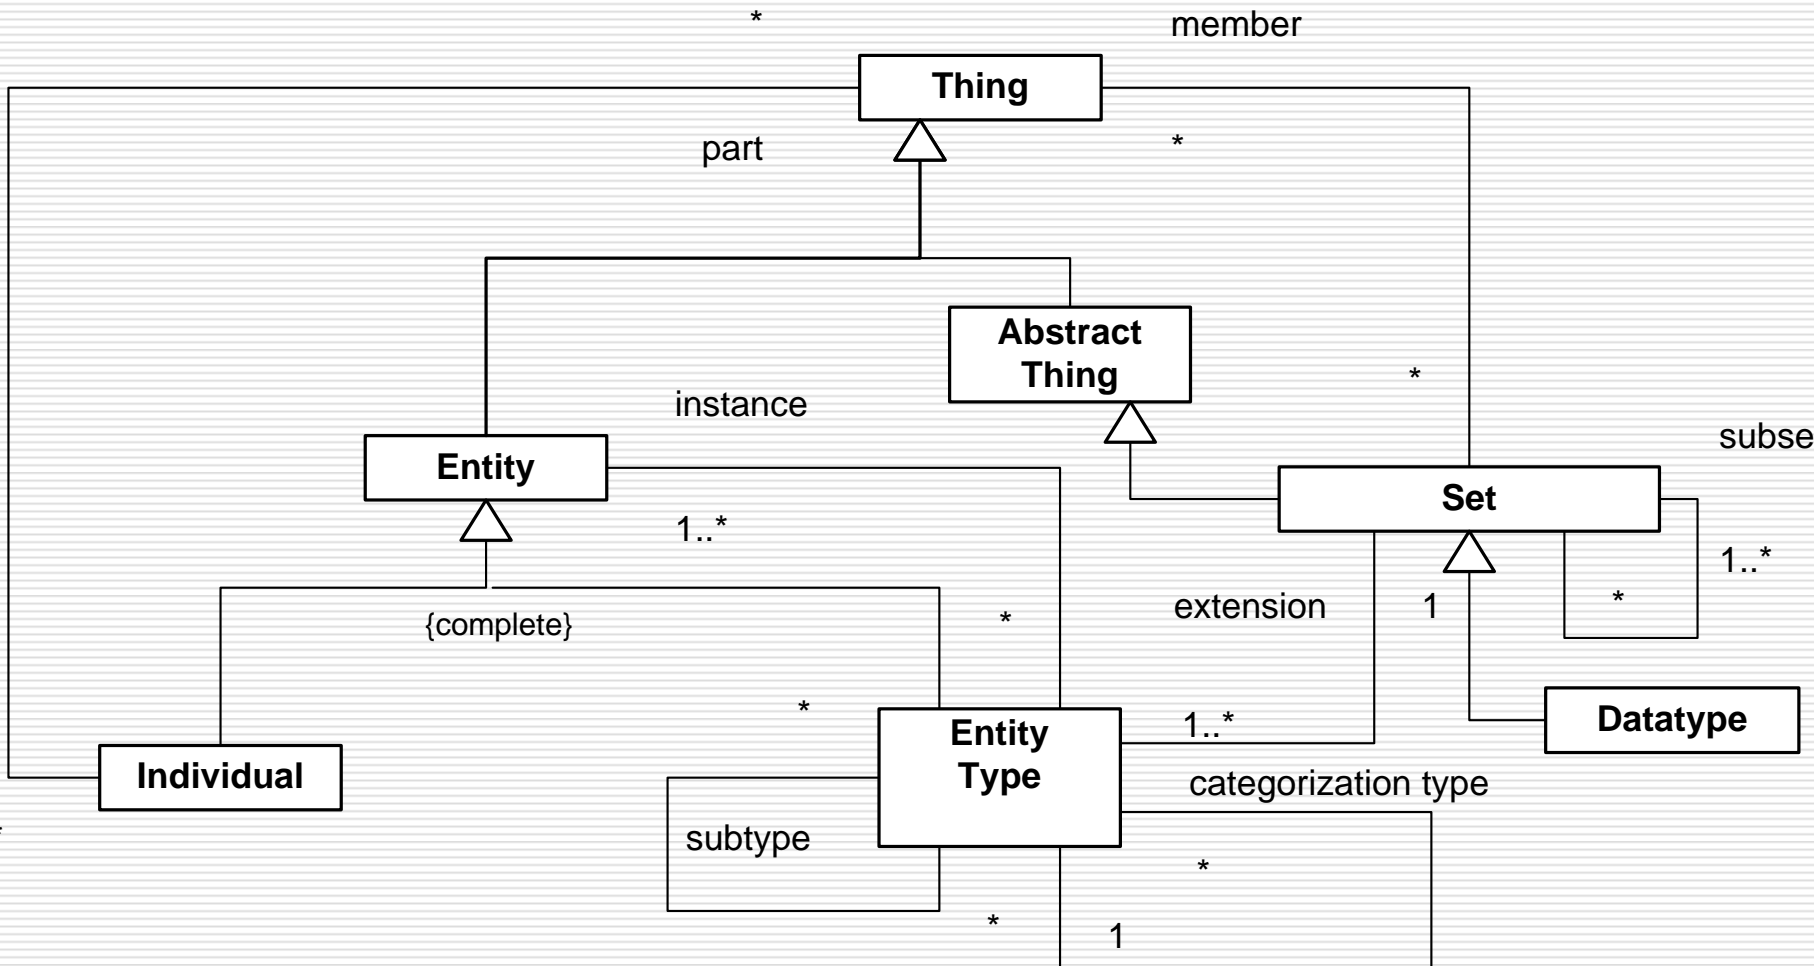 * member
Thing
part *
Abstract
Thing
*
instance
subse
Entity
Set
1..*
1..*
extension 1 *
{complete} *
* 1..*
Entity
Type
Datatype
Individual
categorization type
subtype
*
* 1